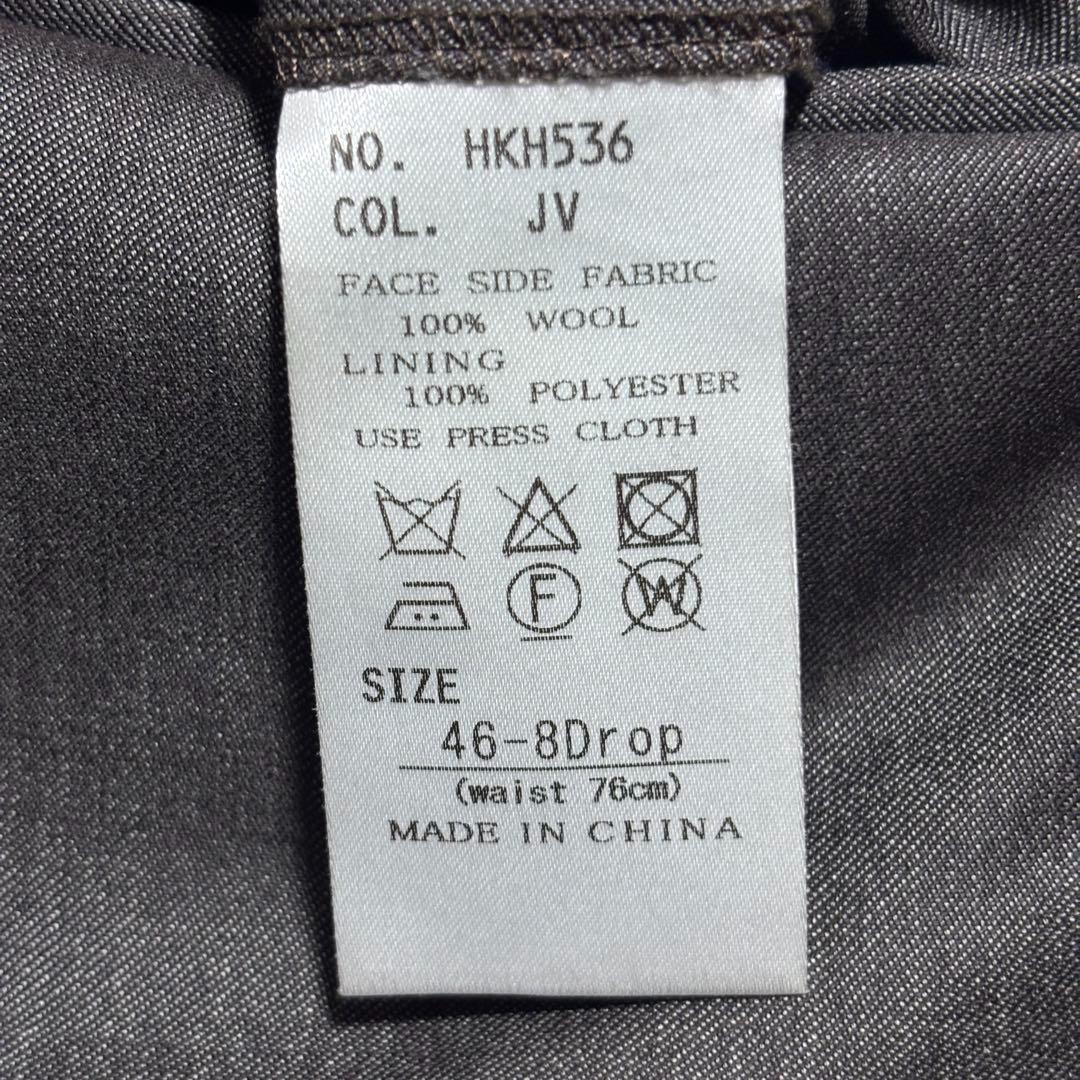 NO. HKH536
COL. JV
FACE SIDE FABRIC
100% WOOL
LINING
100% POLYESTER
USE PRESS CLOTH
F W
SIZE
46-8Drop
(waist 76cm)
MADE IN CHINA